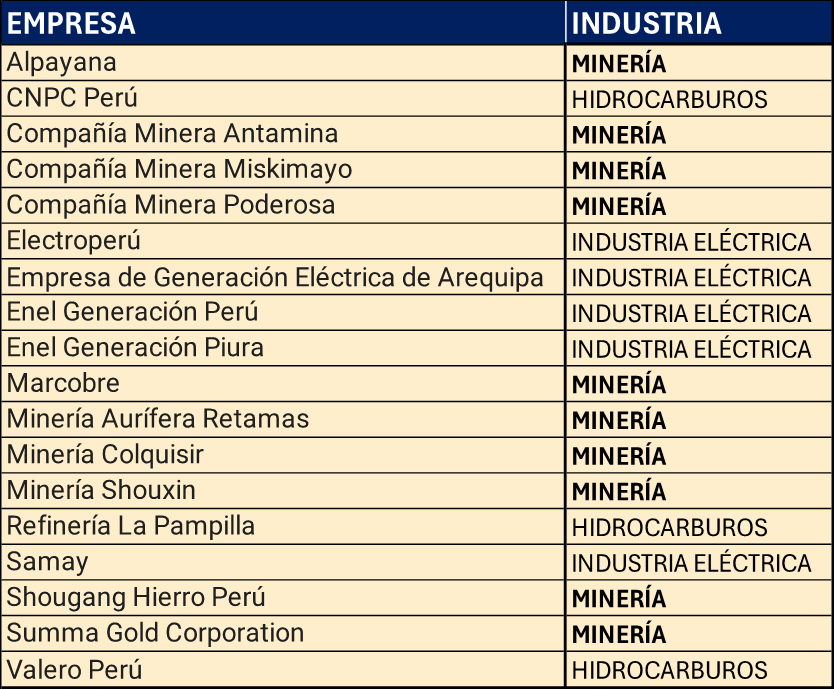 EMPRESA INDUSTRIA
Alpayana MINERÍA
CNPC Perú HIDROCARBUROS
Compañía Minera Antamina MINERÍA
Compañía Minera Miskimayo MINERÍA
Compañía Minera Poderosa MINERÍA
Electroperú INDUSTRIA ELÉCTRICA
Empresa de Generación Eléctrica de Arequipa INDUSTRIA ELÉCTRICA
Enel Generación Perú INDUSTRIA ELÉCTRICA
Enel Generación Piura INDUSTRIA ELÉCTRICA
Marcobre MINERÍA
Minería Aurífera Retamas MINERÍA
Minería Colquisir MINERÍA
Minería Shouxin MINERÍA
Refinería La Pampilla HIDROCARBUROS
Samay INDUSTRIA ELÉCTRICA
Shougang Hierro Perú MINERÍA
Summa Gold Corporation MINERÍA
Valero Perú HIDROCARBUROS